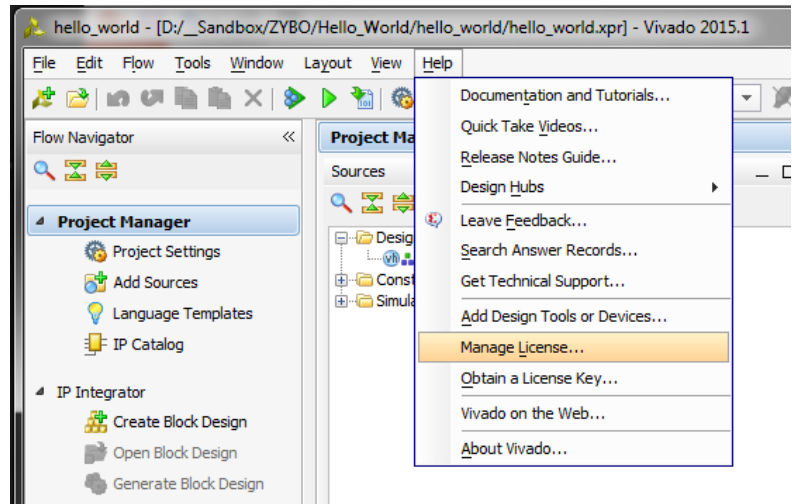 hello_world - [D:/__Sandbox/ZYBO/Hello_World/hello_world/hello_world.xpr] - Vivado 2015.1
File Edit Flow Tools Window Layout View Help
Flow Navigator
Project Manager
Project Settings
Add Sources
Language Templates
IP Catalog
IP Integrator
Create Block Design
Open Block Design
Generate Block Design
Project Ma
Sources
Desig
Const
Simula
Documentation and Tutorials...
Quick Take Videos...
Release Notes Guide...
Design Hubs
Leave Feedback...
Search Answer Records...
Get Technical Support...
Add Design Tools or Devices...
Manage License...
Obtain a License Key...
Vivado on the Web...
About Vivado...